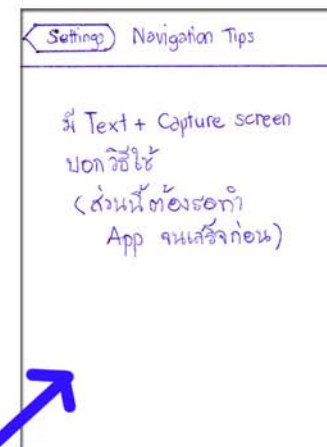 Settings Navigation Tips
มี Text + Capture screen
บอกวิธีใช้
(ส่วนนี้ต้องรอทำ
App จนเสร็จก่อน)